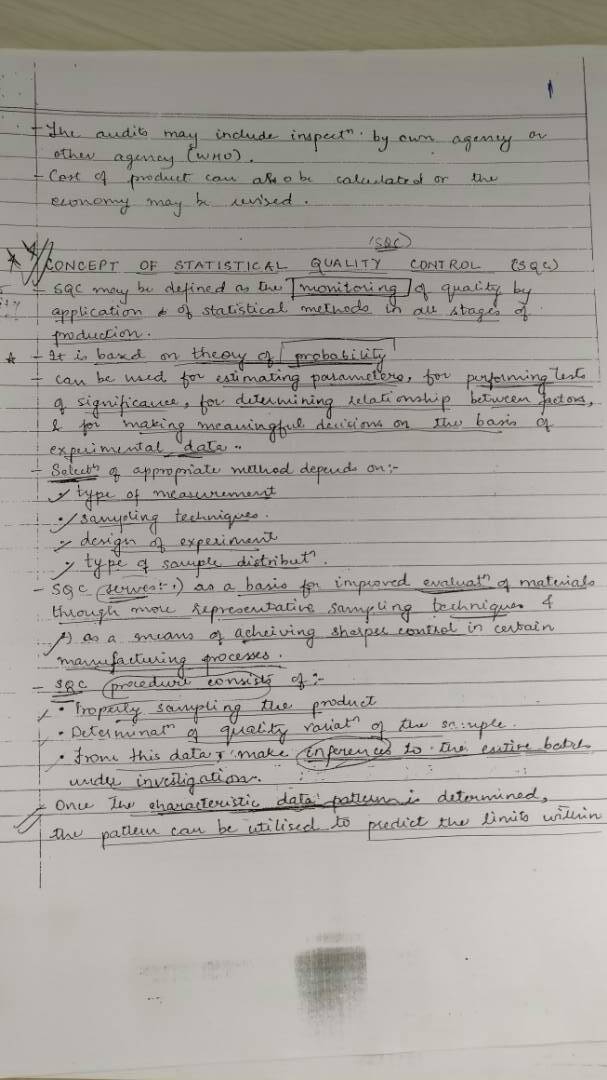 1
- The audits may include inspectn. by own agency or
other agency (WHO).
- Cost of product can also be calculated or the
economy may be revised.
(SQC)
* CONCEPT OF STATISTICAL QUALITY CONTROL (SQC)
- SQC may be defined as the monitoring of quality by
application & of statistical methods in all stages of
production.
* - It is based on theory of probability
- can be used for estimating parameters, for performing tests
of significance, for determining relationship between factors,
& for making meaningful decisions on the basis of
experimental data.
- Selectn of appropriate method depends on:-
✓ type of measurement
• sampling techniques.
• design of experiment
• type of sample distributn.
- SQC serves:- 1) as a basis for improved evaluatn of materials
through more representative sampling techniques &
2) as a means of acheiving sharper control in certain
manufacturing processes.
- SQC procedure consists of:-
• Properly sampling the product
• Determinatn of quality variatn of the sample.
• From this data, make inferences to the entire batch
under investigation.
- Once the characteristic data pattern is determined,
the pattern can be utilised to predict the limits within